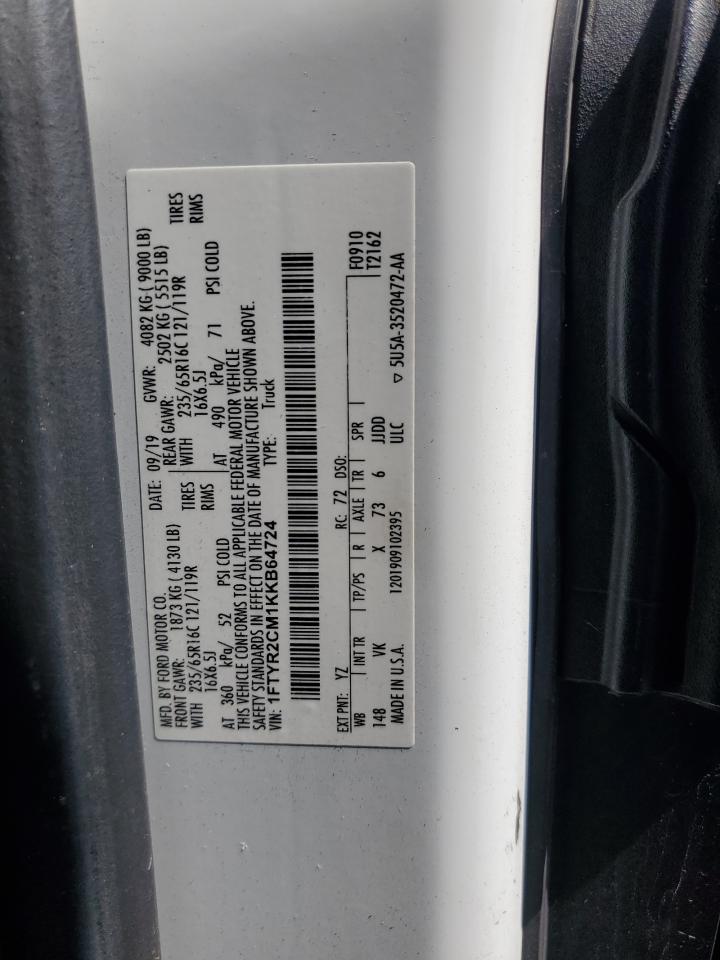 MFD. BY FORD MOTOR CO.
DATE: 09/19 GVWR: 4082 KG ( 9000 LB)
FRONT GAWR: 1873 KG ( 4130 LB) REAR GAWR: 2502 KG ( 5515 LB)
WITH 235/65R16C 121/119R TIRES WITH 235/65R16C 121/119R TIRES
16X6.5J RIMS 16X6.5J RIMS
AT 360 kPa/ 52 PSI COLD AT 490 kPa/ 71 PSI COLD
THIS VEHICLE CONFORMS TO ALL APPLICABLE FEDERAL MOTOR VEHICLE
SAFETY STANDARDS IN EFFECT ON THE DATE OF MANUFACTURE SHOWN ABOVE.
VIN: 1FTYR2CM1KKB64724 TYPE: Truck
EXT PNT: YZ RC: 72 DSO: F0910
WB INT TR TP/PS R AXLE TR SPR T2162
148 VK X 73 6 JJDD
MADE IN U.S.A. 1201909102395 ULC ▽ 5U5A-3520472-AA